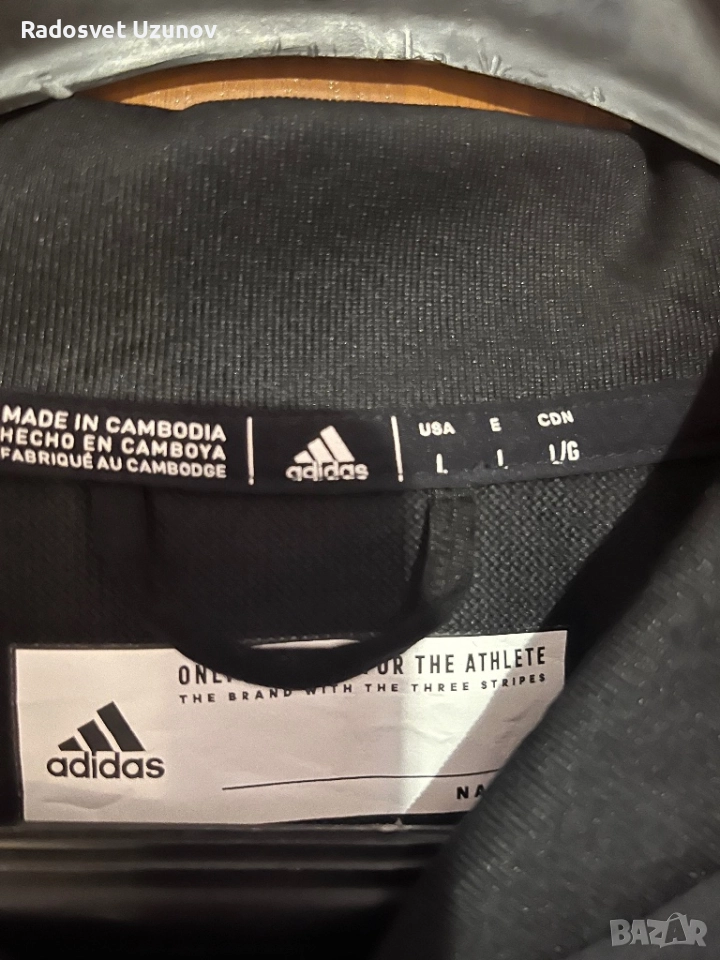 Radosvet Uzunov
MADE IN CAMBODIA
HECHO EN CAMBOYA
FABRIQUÉ AU CAMBODGE
adidas
USA E CDN
L L L/G
FOR THE ATHLETE
THE BRAND WITH THE THREE STRIPES
adidas
BAZAR